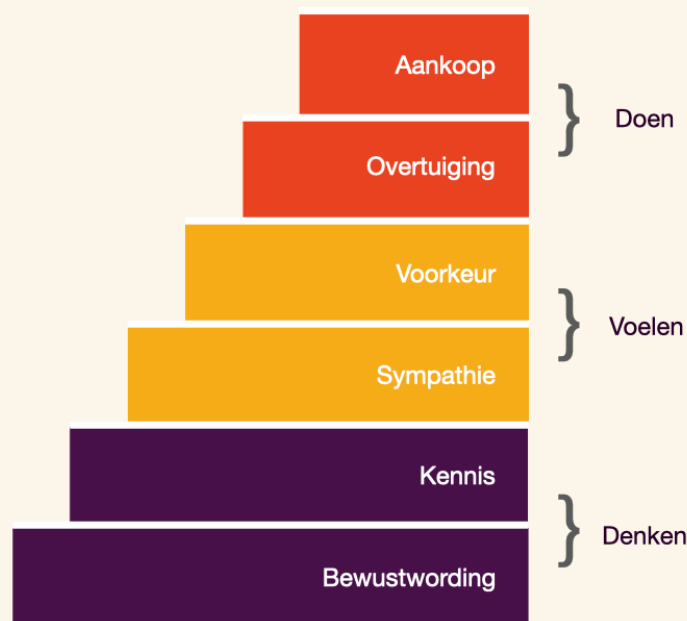 Aankoop
Doen
Overtuiging
Voorkeur
Voelen
Sympathie
Kennis
Denken
Bewustwording